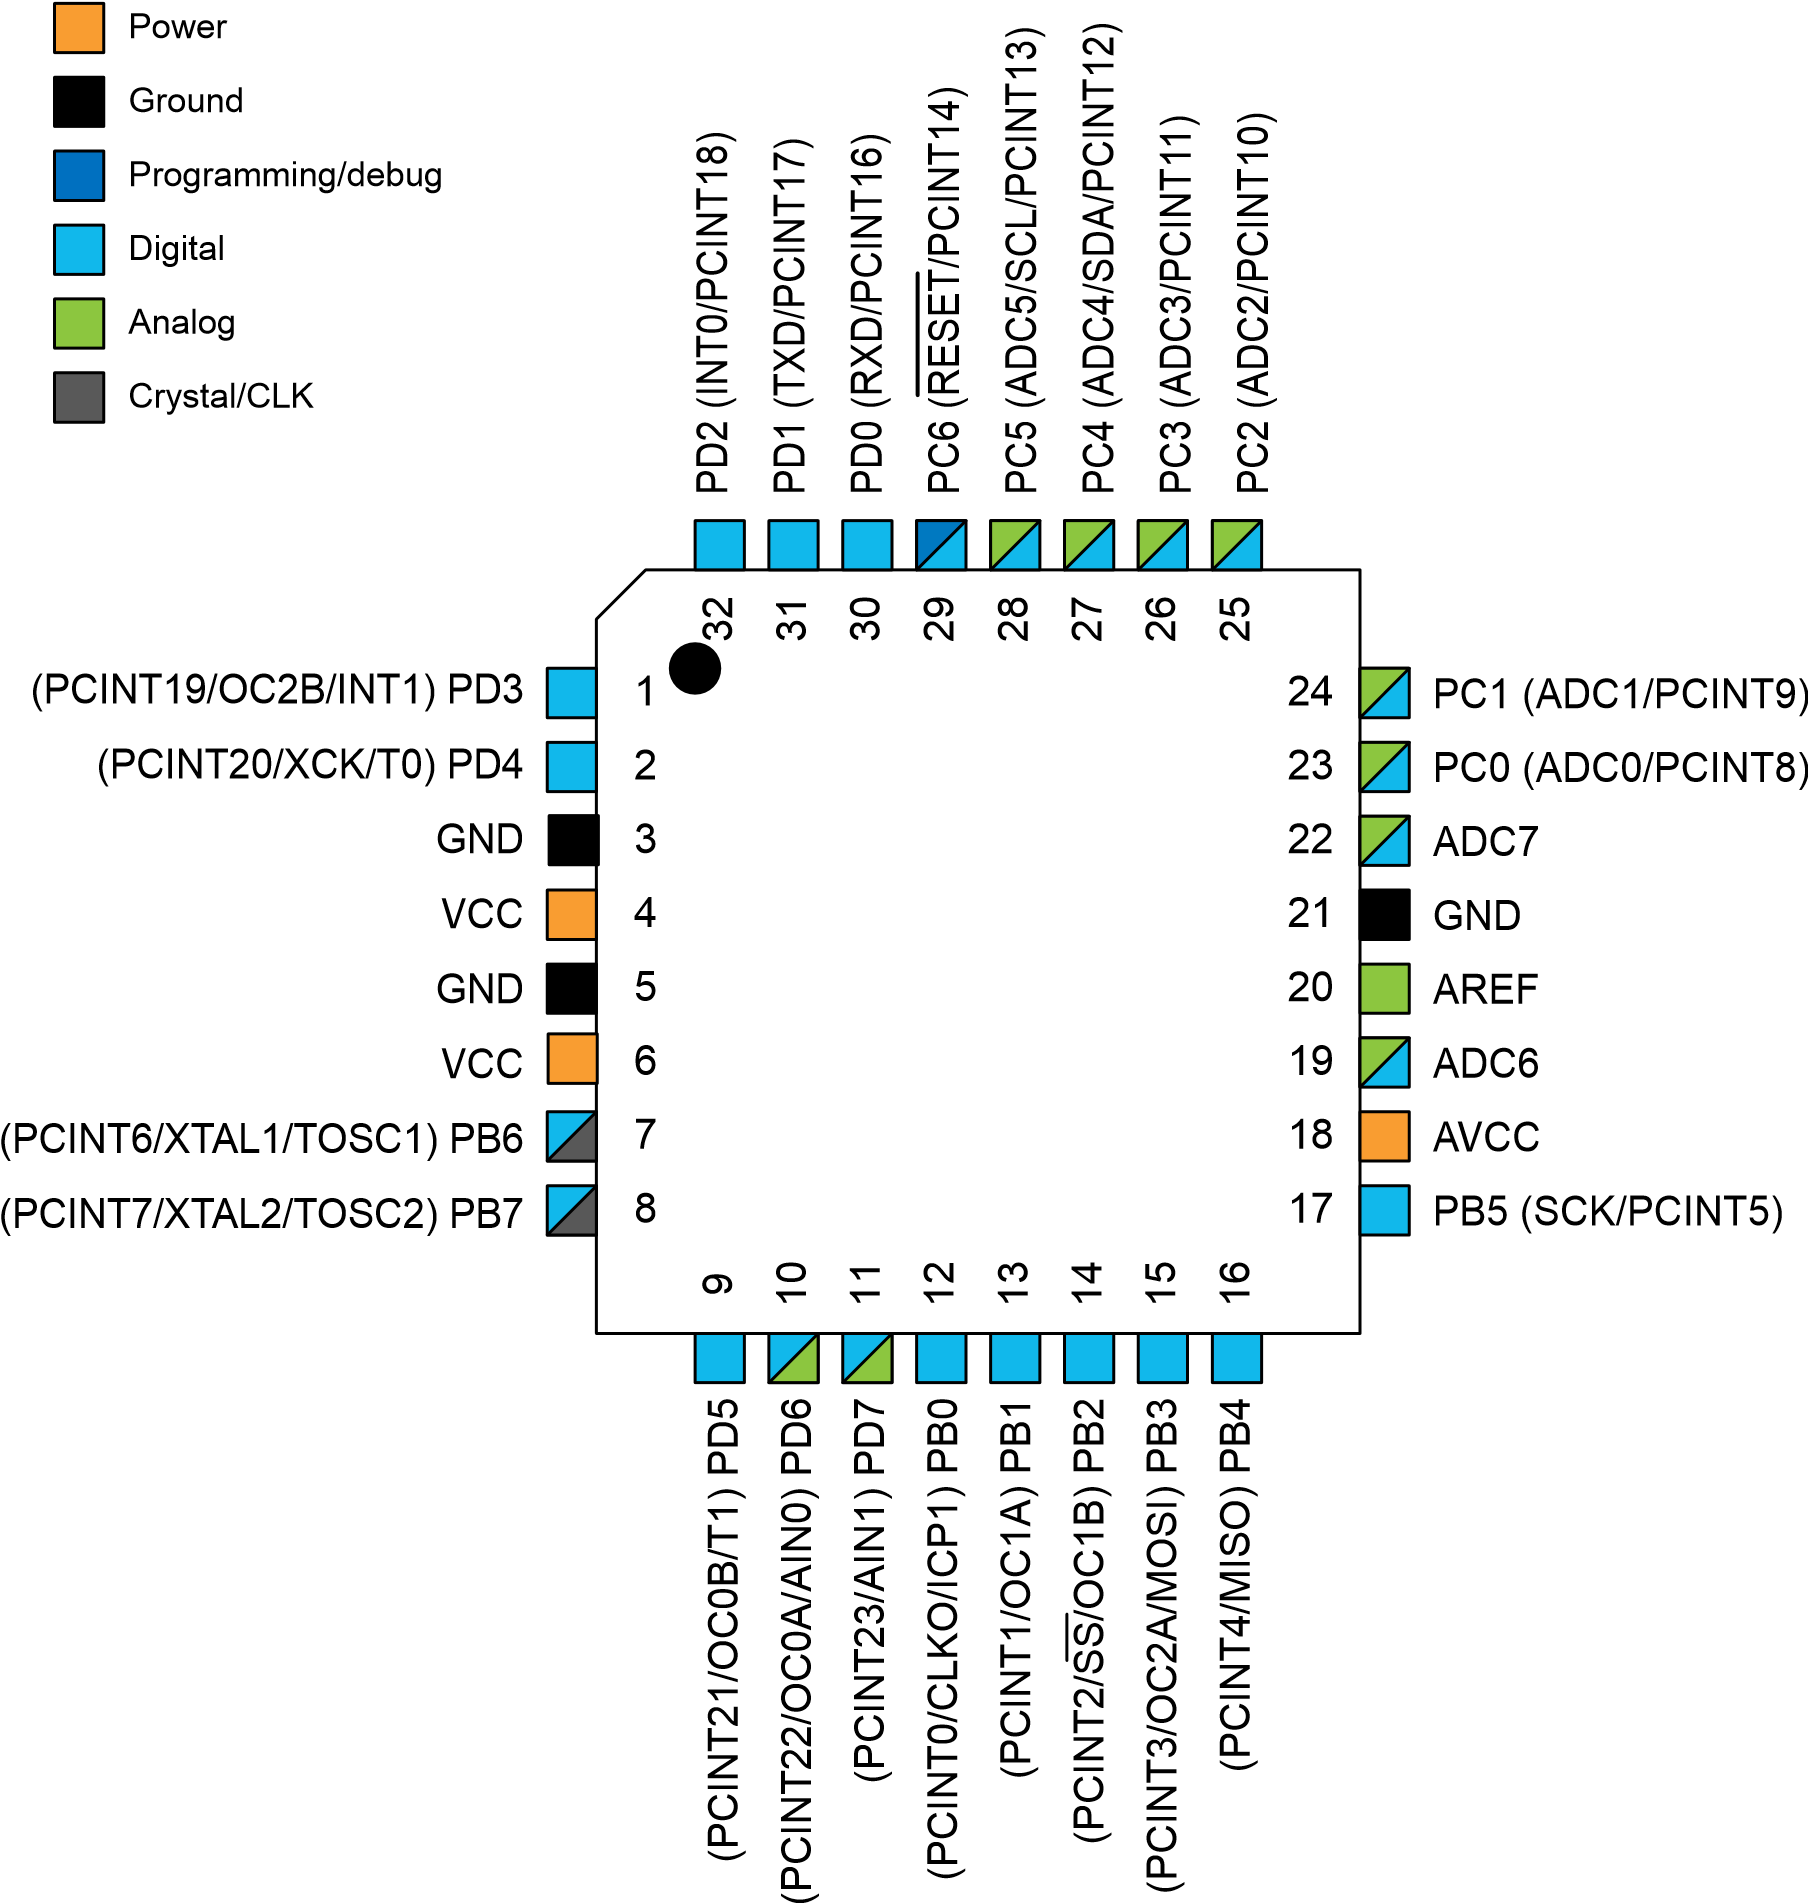 Power
Ground
Programming/debug
Digital
Analog
Crystal/CLK
PD2 (INT0/PCINT18)
PD1 (TXD/PCINT17)
PD0 (RXD/PCINT16)
PC6 (RESET/PCINT14)
PC5 (ADC5/SCL/PCINT13)
PC4 (ADC4/SDA/PCINT12)
PC3 (ADC3/PCINT11)
PC2 (ADC2/PCINT10)
32
31
30
29
28
27
26
25
(PCINT19/OC2B/INT1) PD3
1
(PCINT20/XCK/T0) PD4
2
GND
3
VCC
4
GND
5
VCC
6
(PCINT6/XTAL1/TOSC1) PB6
7
(PCINT7/XTAL2/TOSC2) PB7
8
24
PC1 (ADC1/PCINT9)
23
PC0 (ADC0/PCINT8)
22
ADC7
21
GND
20
AREF
19
ADC6
18
AVCC
17
PB5 (SCK/PCINT5)
9
10
11
12
13
14
15
16
(PCINT21/OC0B/T1) PD5
(PCINT22/OC0A/AIN0) PD6
(PCINT23/AIN1) PD7
(PCINT0/CLKO/ICP1) PB0
(PCINT1/OC1A) PB1
(PCINT2/SS/OC1B) PB2
(PCINT3/OC2A/MOSI) PB3
(PCINT4/MISO) PB4